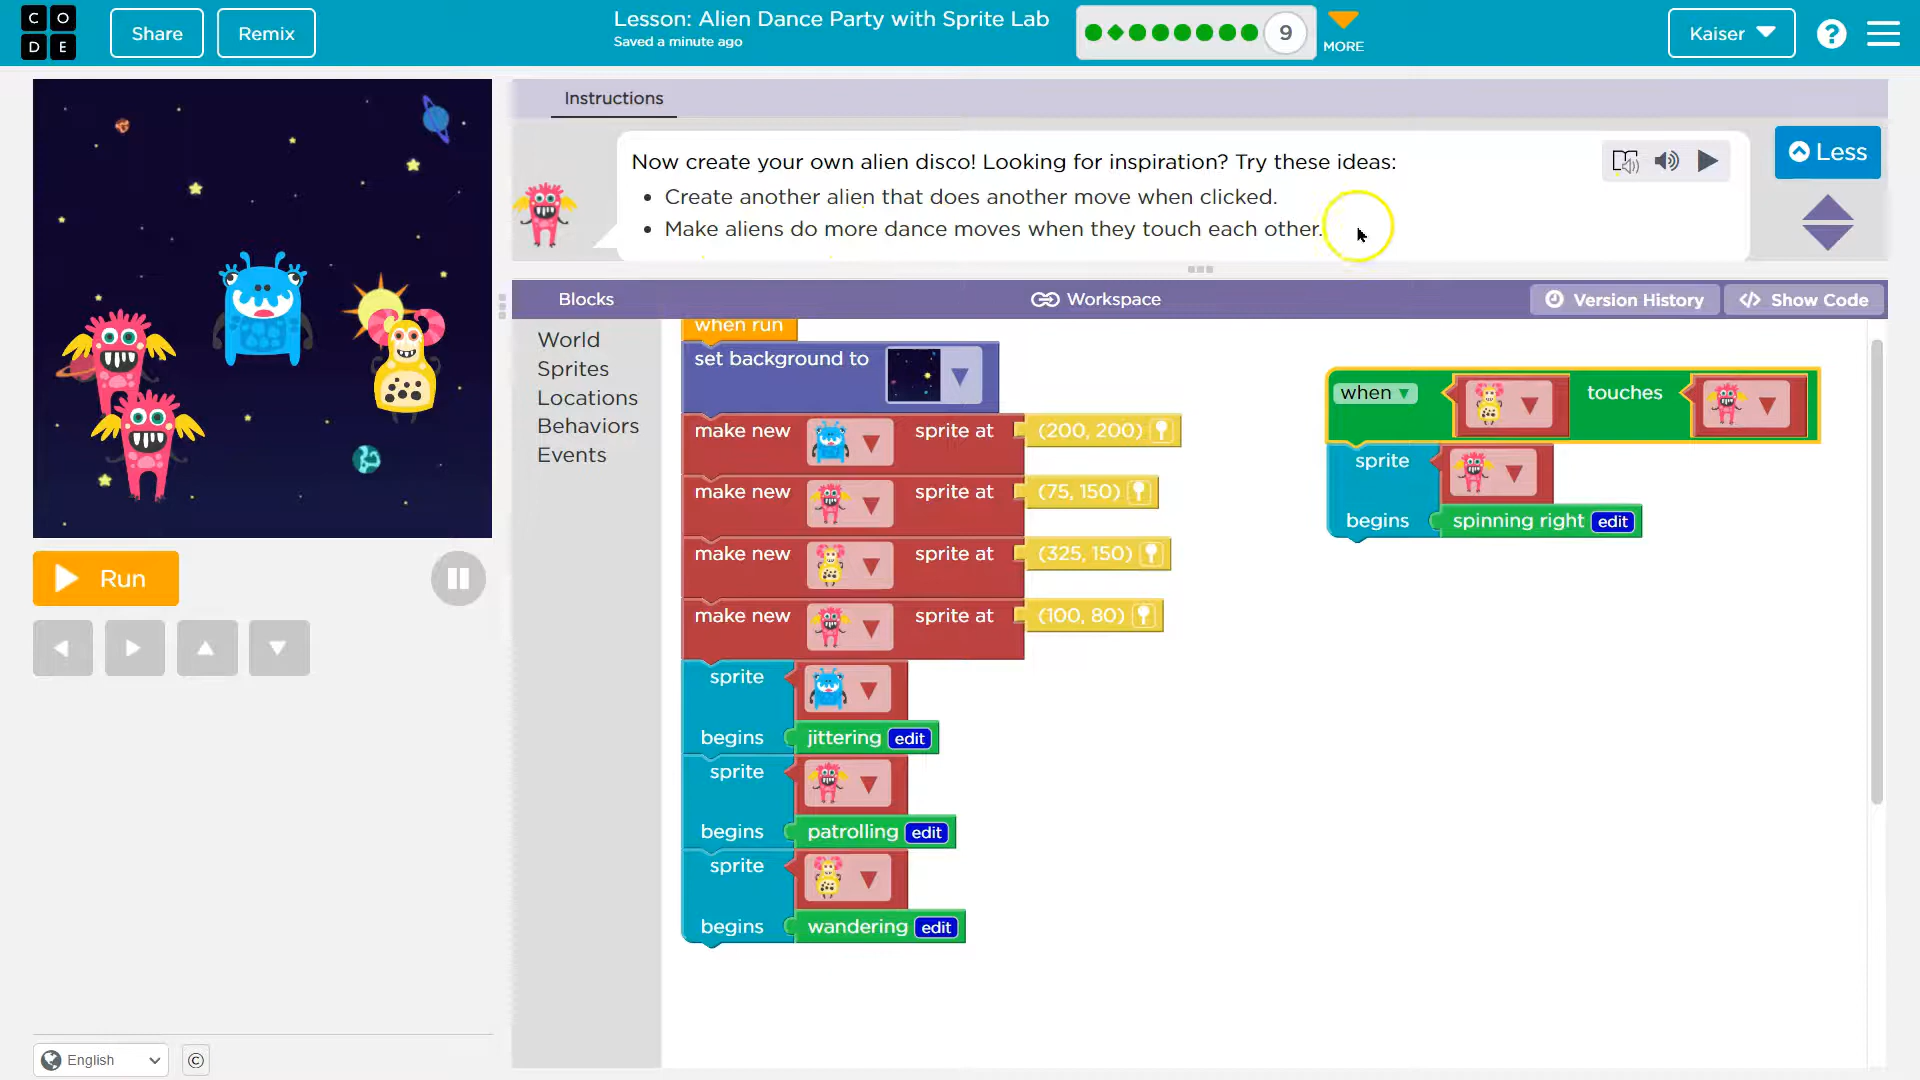 C O
D E
Share
Remix
Lesson: Alien Dance Party with Sprite Lab
Saved a minute ago
9
MORE
Kaiser
?
Instructions
Now create your own alien disco! Looking for inspiration? Try these ideas:
• Create another alien that does another move when clicked.
• Make aliens do more dance moves when they touch each other.
Less
Blocks
Workspace
Version History
Show Code
World
Sprites
Locations
Behaviors
Events
when run
set background to
make new sprite at (200, 200)
make new sprite at (75, 150)
make new sprite at (325, 150)
make new sprite at (100, 80)
sprite
begins jittering edit
sprite
begins patrolling edit
sprite
begins wandering edit
when touches
sprite
begins spinning right edit
Run
English
©